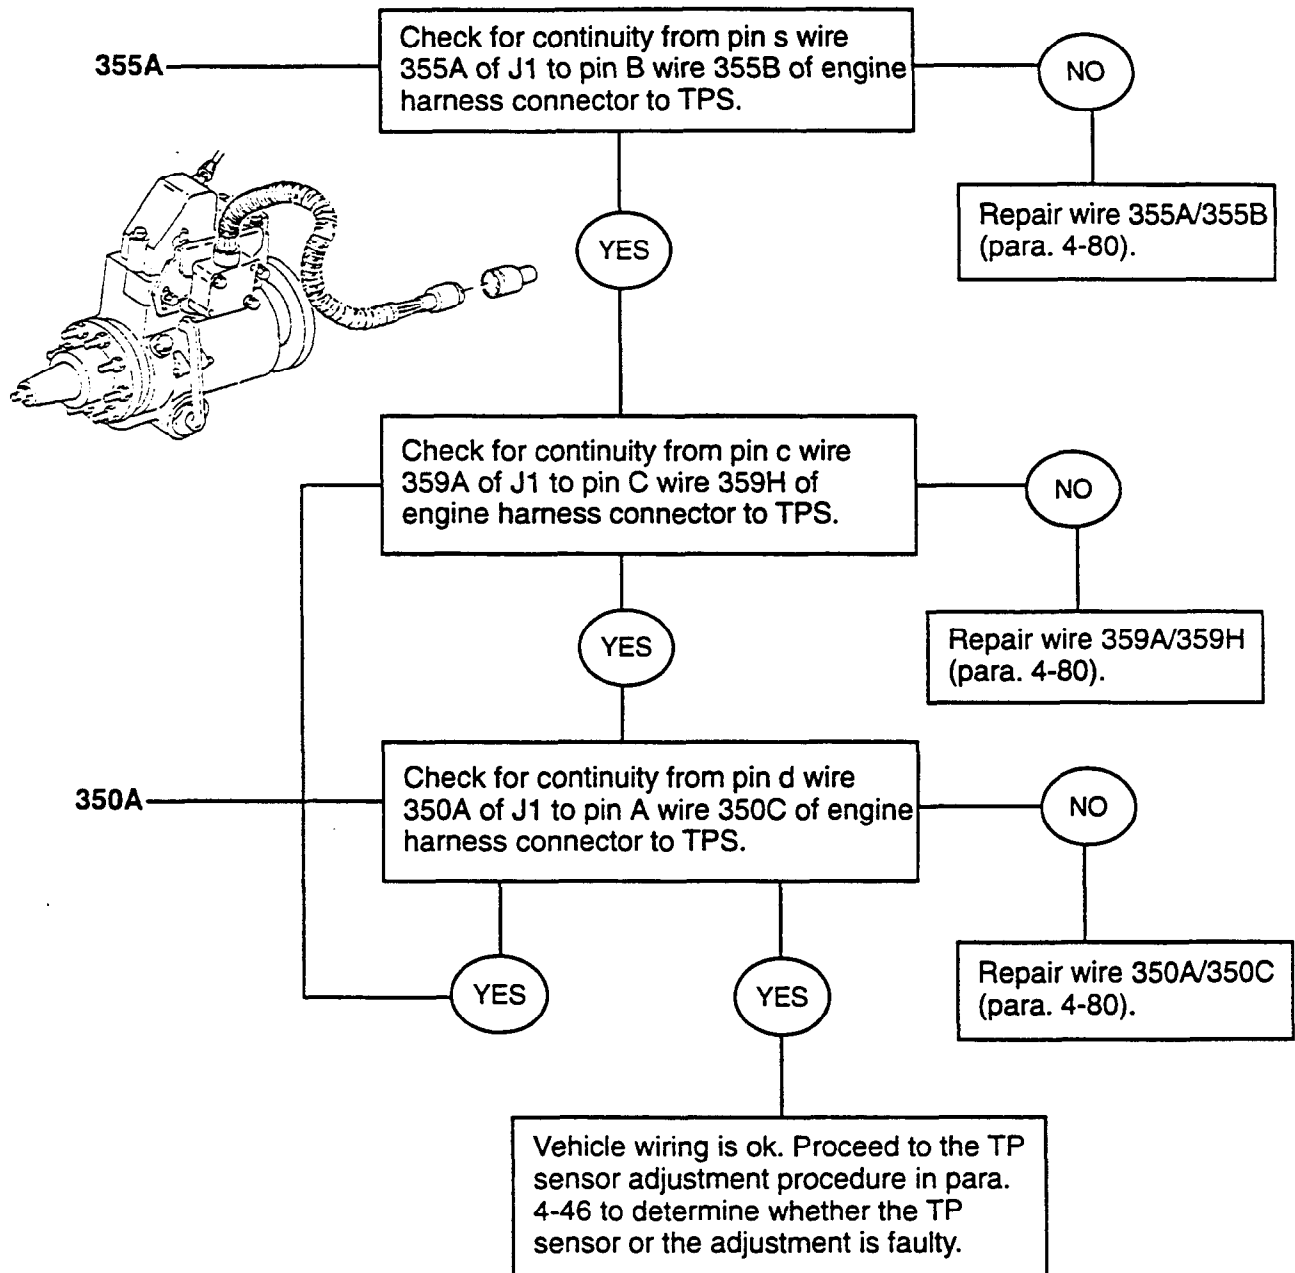 355A
Check for continuity from pin s wire
355A of J1 to pin B wire 355B of engine
harness connector to TPS.
NO
Repair wire 355A/355B
(para. 4-80).
YES
Check for continuity from pin c wire
359A of J1 to pin C wire 359H of
engine harness connector to TPS.
NO
Repair wire 359A/359H
(para. 4-80).
YES
350A
Check for continuity from pin d wire
350A of J1 to pin A wire 350C of engine
harness connector to TPS.
NO
Repair wire 350A/350C
(para. 4-80).
YES
YES
Vehicle wiring is ok. Proceed to the TP
sensor adjustment procedure in para.
4-46 to determine whether the TP
sensor or the adjustment is faulty.